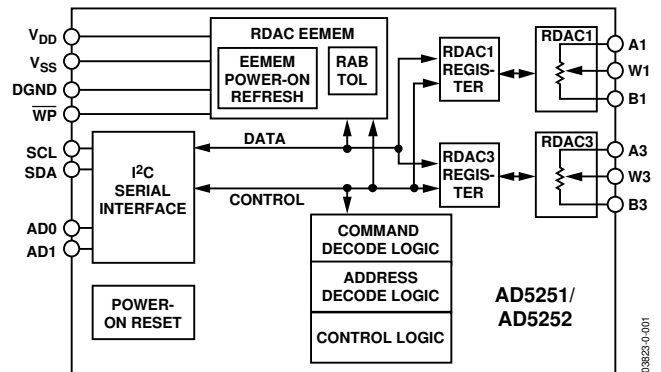 VDD
VSS
DGND
WP
SCL
SDA
AD0
AD1
RDAC EEMEM
EEMEM
POWER-ON
REFRESH
RAB
TOL
DATA
I2C
SERIAL
INTERFACE
CONTROL
POWER-
ON RESET
COMMAND
DECODE LOGIC
ADDRESS
DECODE LOGIC
CONTROL LOGIC
RDAC1
REGIS-
TER
RDAC3
REGIS-
TER
RDAC1
RDAC3
A1
W1
B1
A3
W3
B3
AD5251/
AD5252
03823-0-001